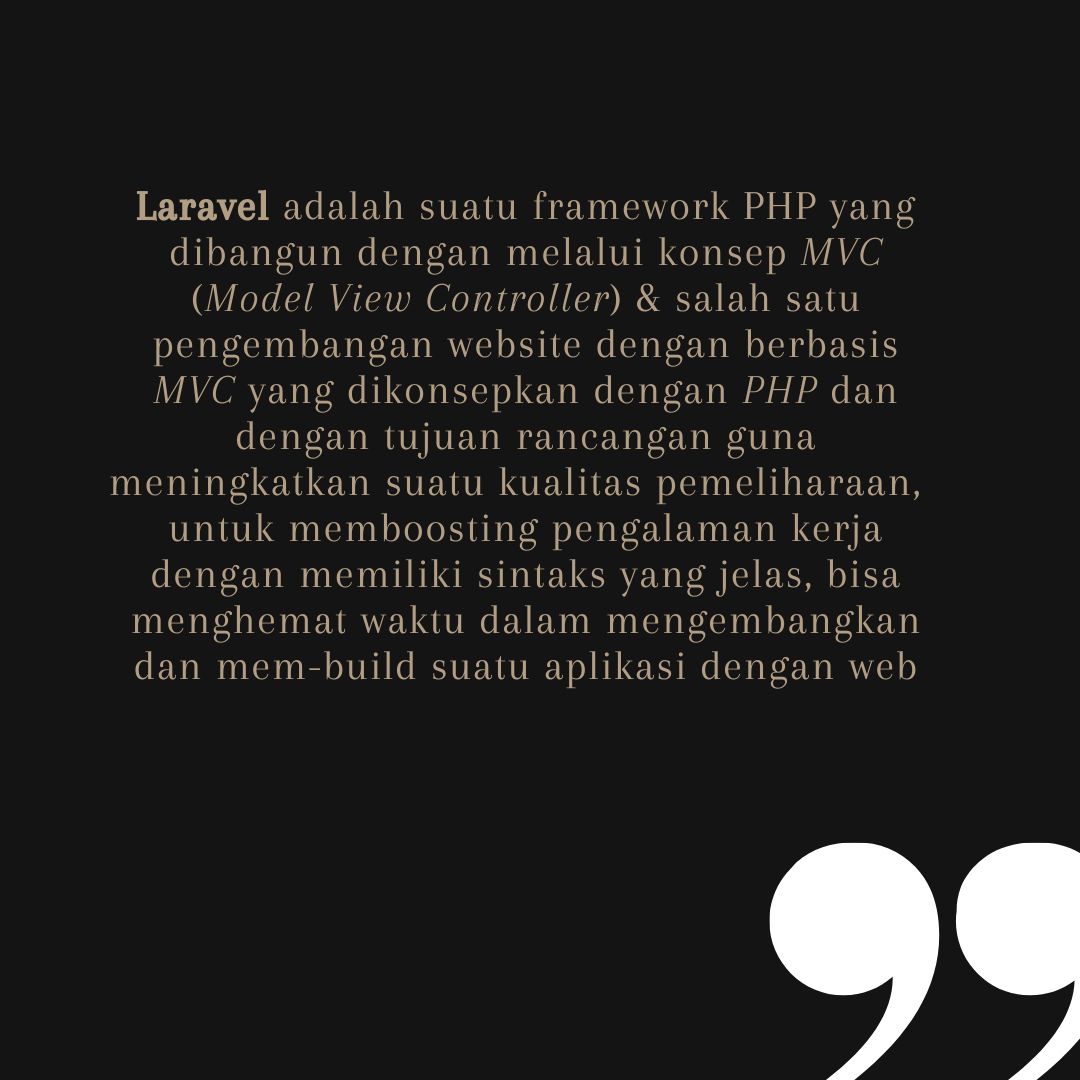 Laravel adalah suatu framework PHP yang
dibangun dengan melalui konsep MVC
(Model View Controller) & salah satu
pengembangan website dengan berbasis
MVC yang dikonsepkan dengan PHP dan
dengan tujuan rancangan guna
meningkatkan suatu kualitas pemeliharaan,
untuk memboosting pengalaman kerja
dengan memiliki sintaks yang jelas, bisa
menghemat waktu dalam mengembangkan
dan mem-build suatu aplikasi dengan web
”